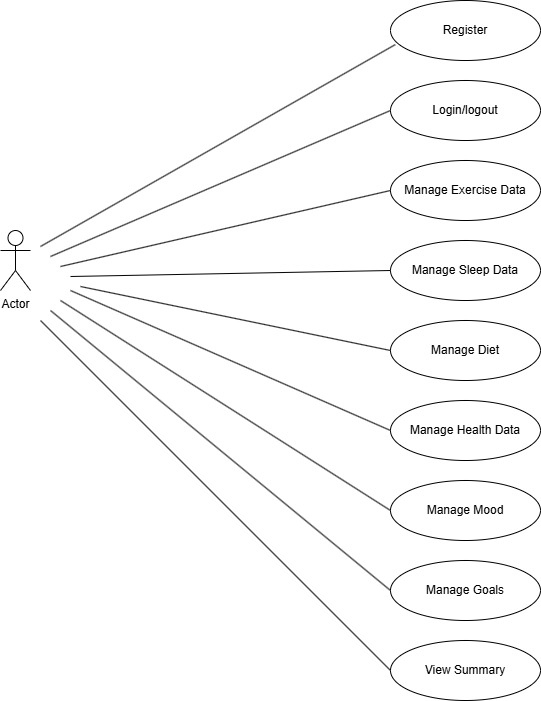 Register
Login/logout
Manage Exercise Data
Manage Sleep Data
Actor
Manage Diet
Manage Health Data
Manage Mood
Manage Goals
View Summary